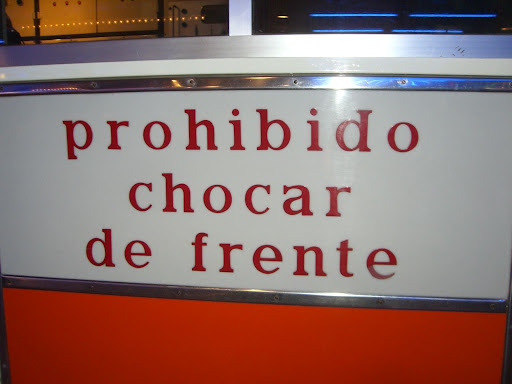 prohibido
chocar
de frente